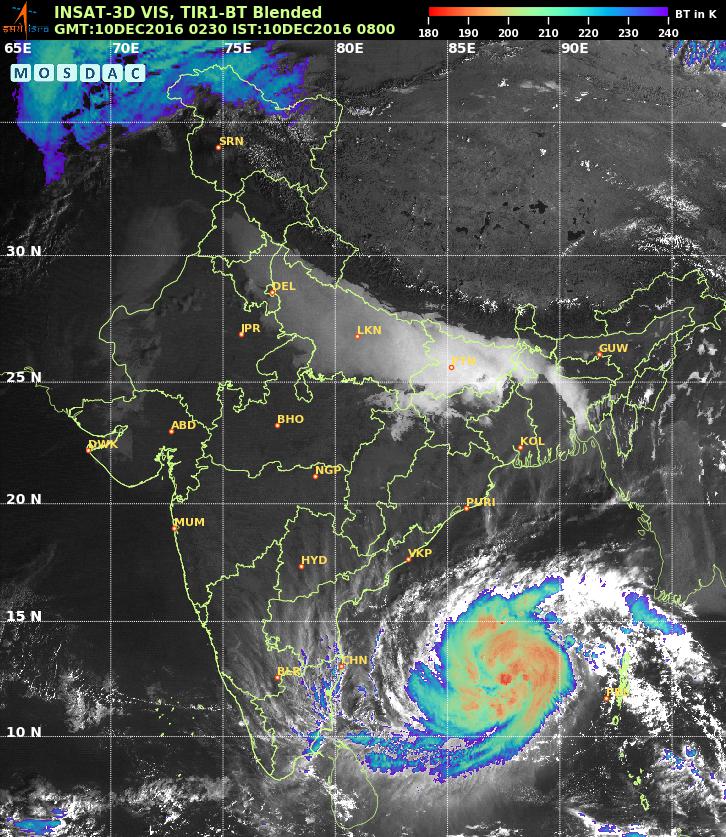 INSAT-3D VIS, TIR1-BT Blended
GMT:10DEC2016 0230 IST:10DEC2016 0800
BT in K
180 190 200 210 220 230 240
65E 70E 75E 80E 85E 90E
MOSDAC
SRN
30 N
DEL
JPR LKN
GUW
PTN
25 N
BHO
ABD
DWK KOL
NGP
20 N PURI
MUM
VKP
HYD
15 N
CHN
BLR
10 N